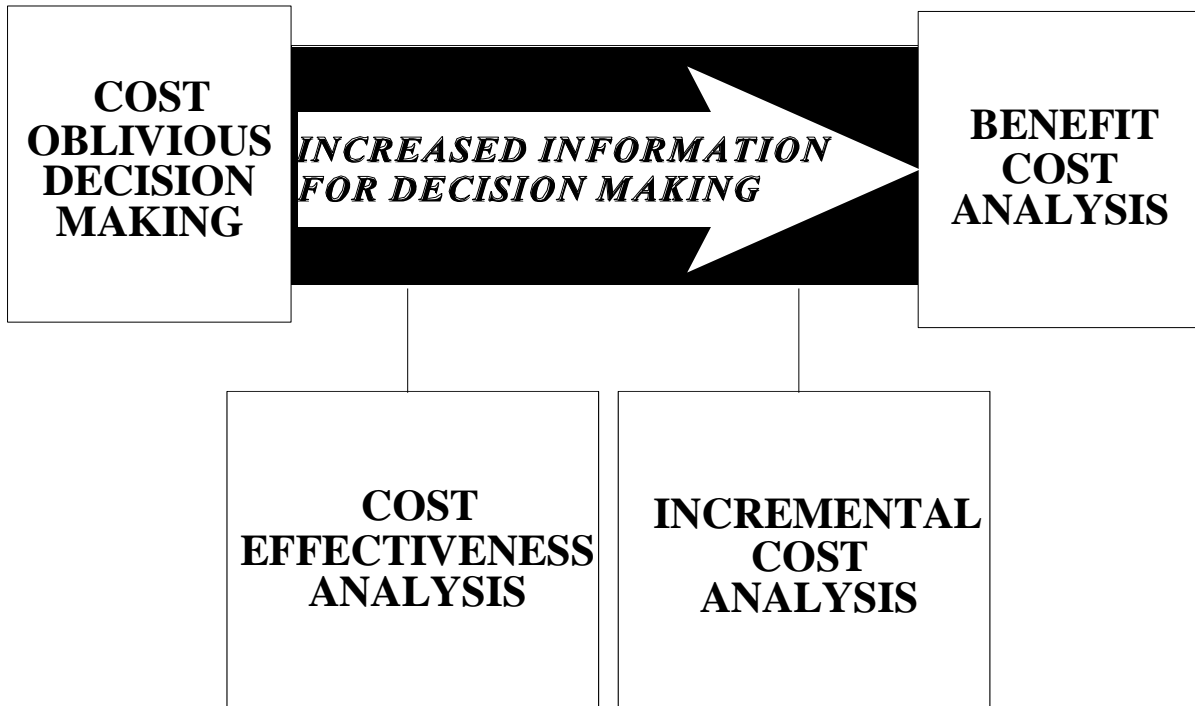 COST
OBLIVIOUS
DECISION
MAKING
INCREASED INFORMATION
FOR DECISION MAKING
BENEFIT
COST
ANALYSIS
COST
EFFECTIVENESS
ANALYSIS
INCREMENTAL
COST
ANALYSIS